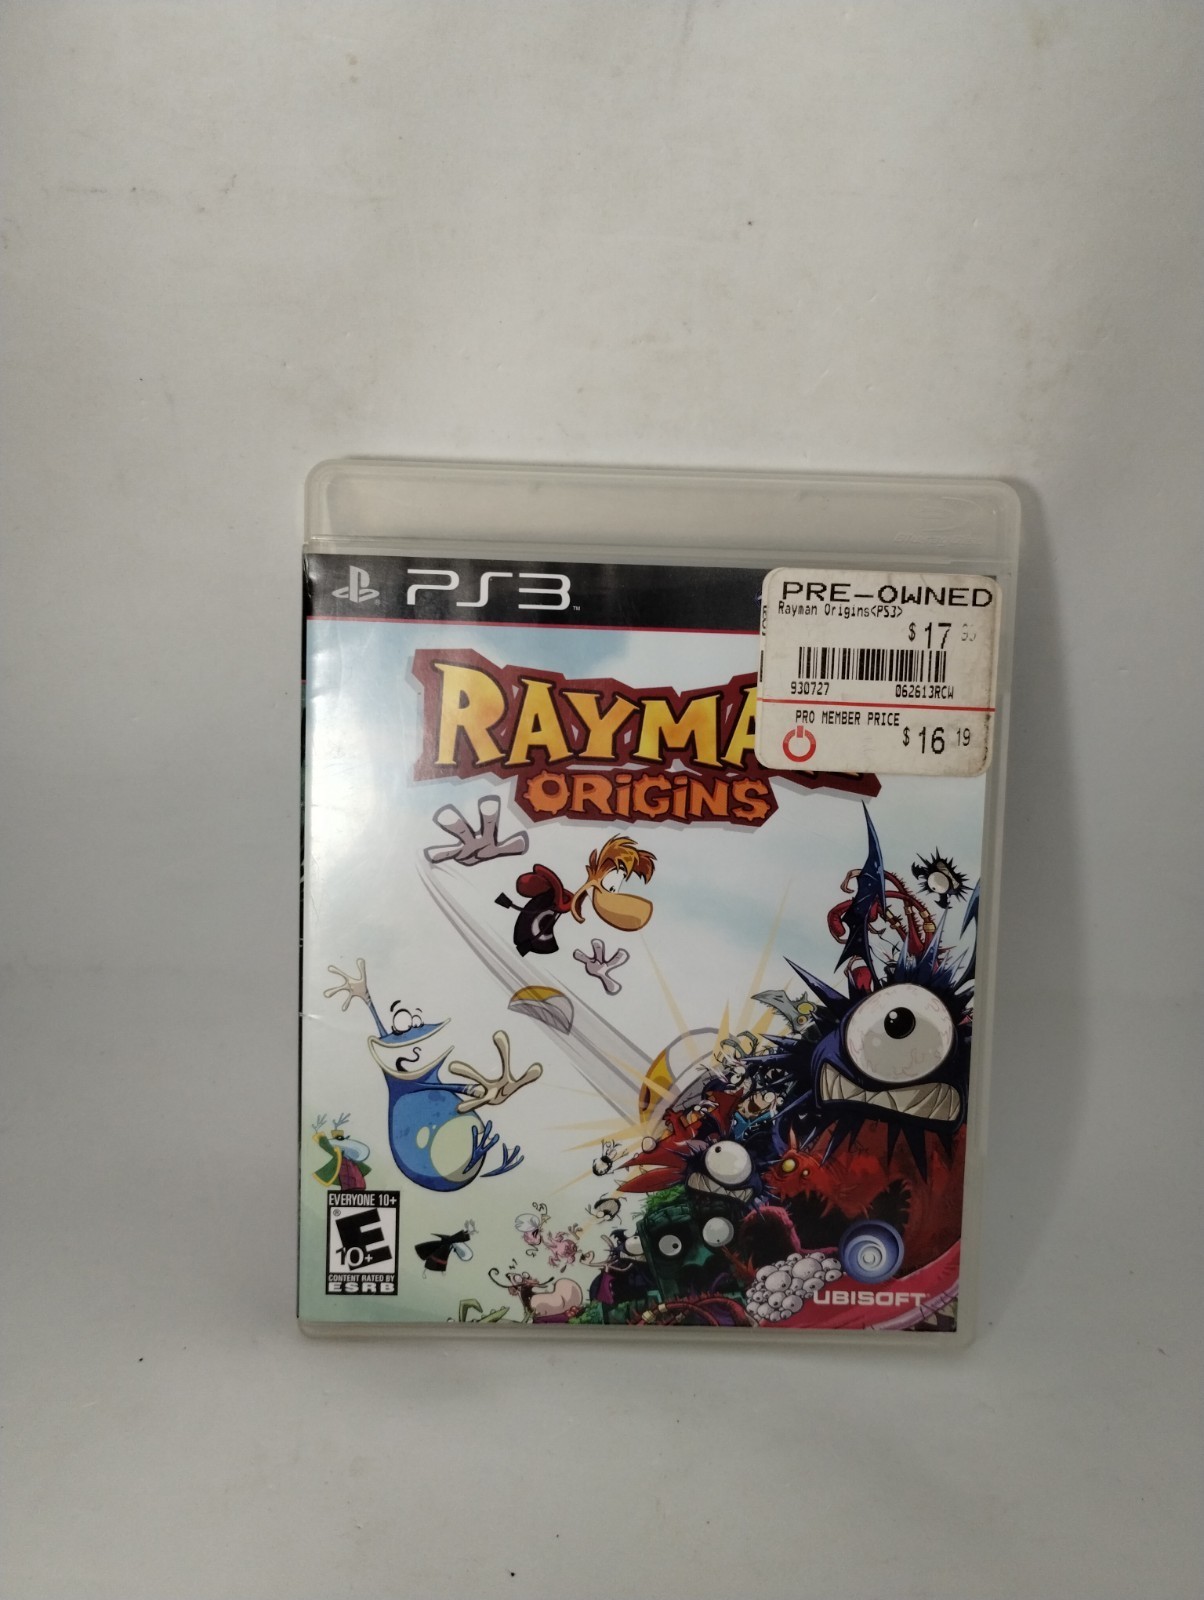 PS3
PRE-OWNED
Rayman Origins<PS3>
$ 17
930727 062613RCW
PRO MEMBER PRICE
$ 16 19
RAYMA
ORIGINS
EVERYONE 10+
E
10+
CONTENT RATED BY
ESRB
UBISOFT